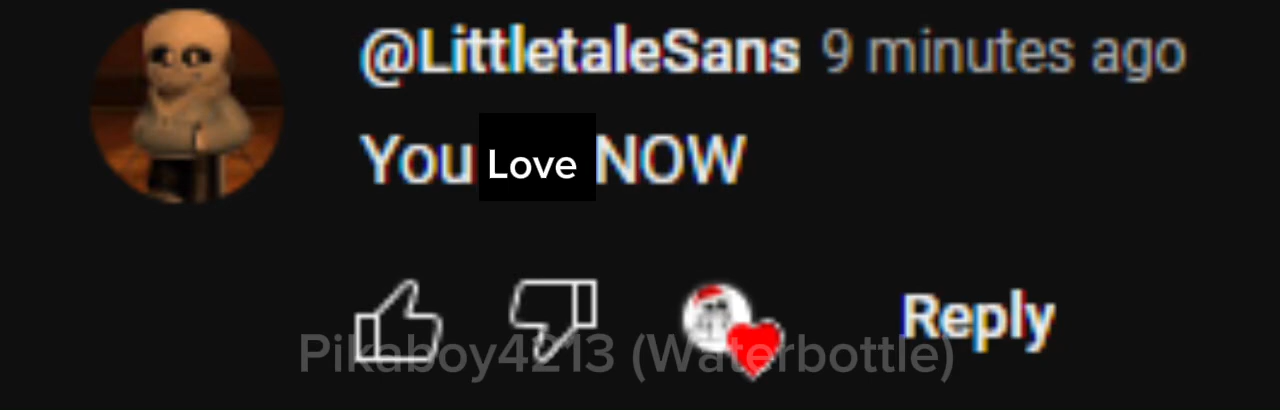 @LittletaleSans 9 minutes ago
You Love NOW
Reply
Pikaboy4213 (Waterbottle)